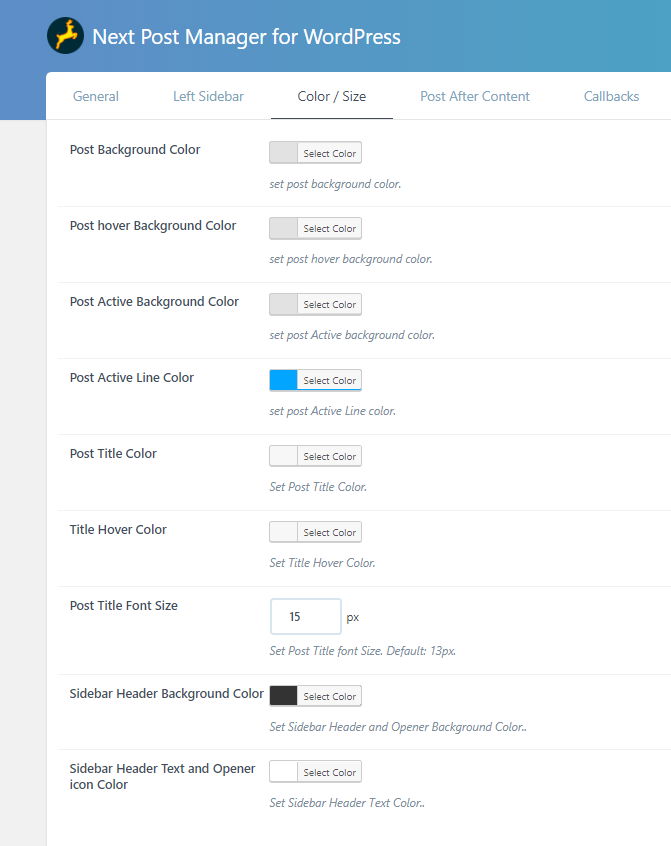 Next Post Manager for WordPress
General Left Sidebar Color / Size Post After Content Callbacks
Post Background Color
Select Color
set post background color.
Post hover Background Color
Select Color
set post hover background color.
Post Active Background Color
Select Color
set post Active background color.
Post Active Line Color
Select Color
set post Active Line color.
Post Title Color
Select Color
Set Post Title Color.
Title Hover Color
Select Color
Set Title Hover Color.
Post Title Font Size
15 px
Set Post Title font Size. Default: 13px.
Sidebar Header Background Color
Select Color
Set Sidebar Header and Opener Background Color..
Sidebar Header Text and Opener
icon Color
Select Color
Set Sidebar Header Text Color..